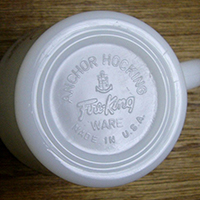 ANCHOR HOCKING
Fire-King
WARE
MADE IN U.S.A.